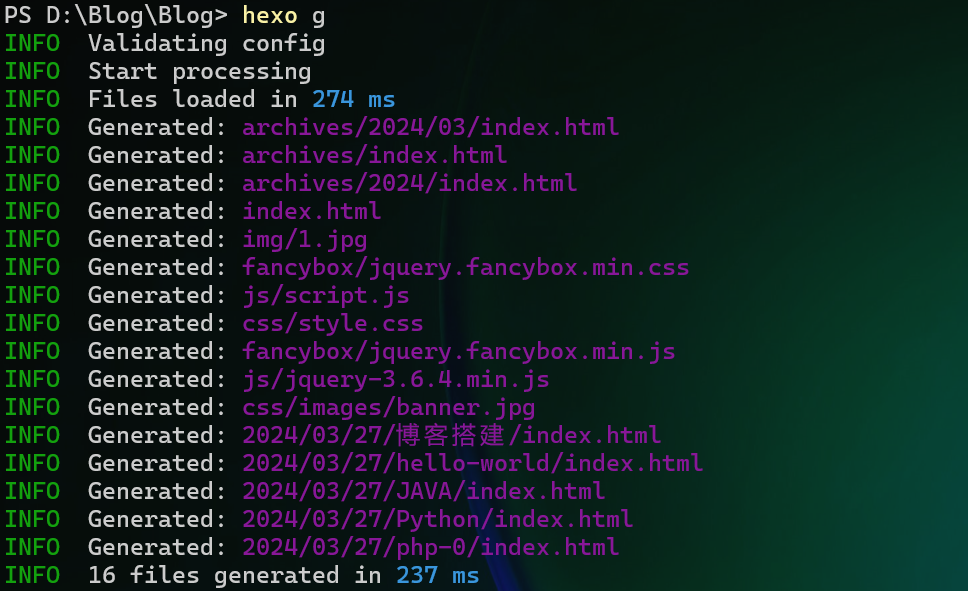 PS D:\Blog\Blog> hexo g
INFO  Validating config
INFO  Start processing
INFO  Files loaded in 274 ms
INFO  Generated: archives/2024/03/index.html
INFO  Generated: archives/index.html
INFO  Generated: archives/2024/index.html
INFO  Generated: index.html
INFO  Generated: img/1.jpg
INFO  Generated: fancybox/jquery.fancybox.min.css
INFO  Generated: js/script.js
INFO  Generated: css/style.css
INFO  Generated: fancybox/jquery.fancybox.min.js
INFO  Generated: js/jquery-3.6.4.min.js
INFO  Generated: css/images/banner.jpg
INFO  Generated: 2024/03/27/博客搭建/index.html
INFO  Generated: 2024/03/27/hello-world/index.html
INFO  Generated: 2024/03/27/JAVA/index.html
INFO  Generated: 2024/03/27/Python/index.html
INFO  Generated: 2024/03/27/php-0/index.html
INFO  16 files generated in 237 ms